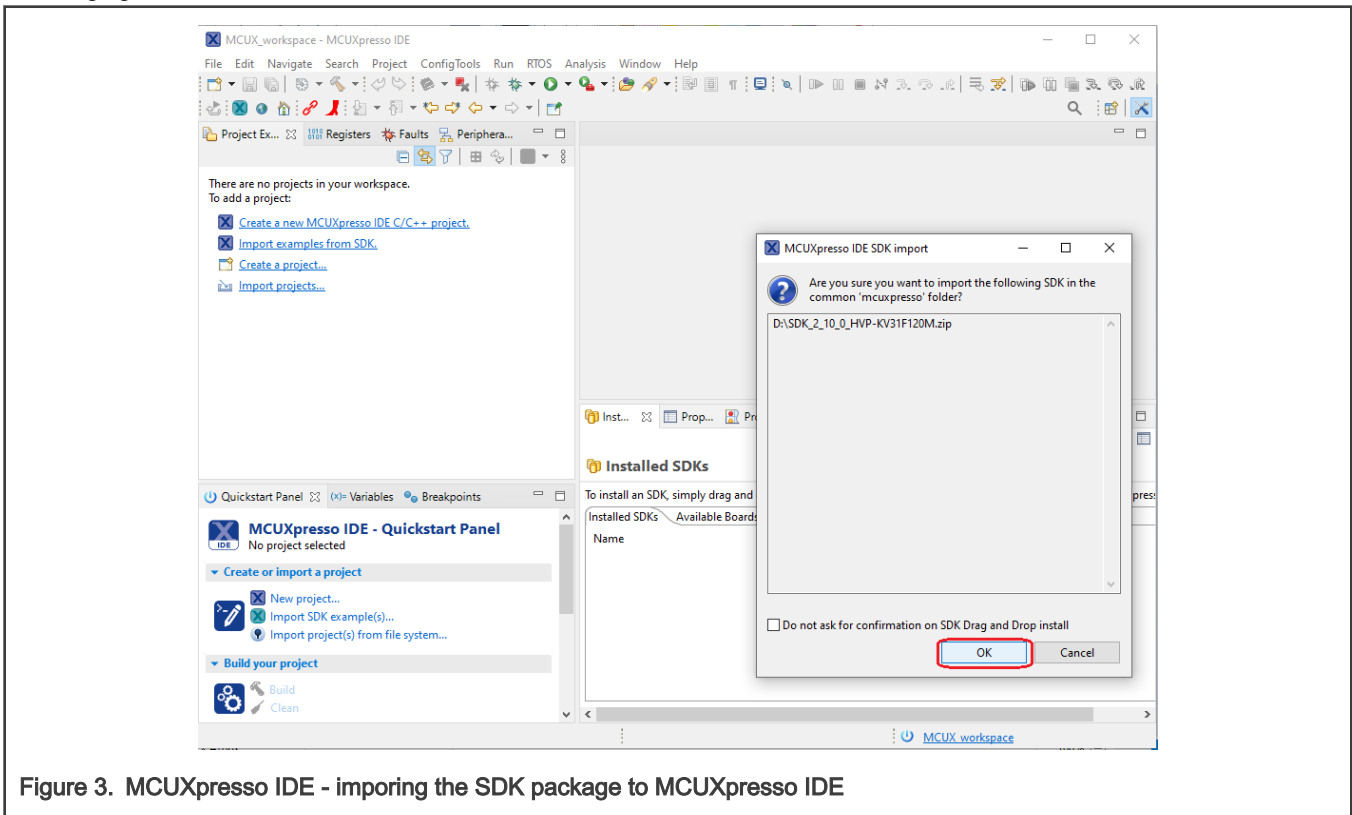 MCUX_workspace - MCUXpresso IDE
File Edit Navigate Search Project ConfigTools Run RTOS Analysis Window Help
Project Ex... Registers Faults Periphera...
There are no projects in your workspace.
To add a project:
Create a new MCUXpresso IDE C/C++ project.
Import examples from SDK.
Create a project...
Import projects...
MCUXpresso IDE SDK import
Are you sure you want to import the following SDK in the
common 'mcuxpresso' folder?
D:\SDK_2_10_0_HVP-KV31F120M.zip
Do not ask for confirmation on SDK Drag and Drop install
OK Cancel
Inst... Prop... Pr
Installed SDKs
To install an SDK, simply drag and
Installed SDKs Available Boards
Name
Quickstart Panel (x)= Variables Breakpoints
IDE
MCUXpresso IDE - Quickstart Panel
No project selected
Create or import a project
New project...
Import SDK example(s)...
Import project(s) from file system...
Build your project
Build
Clean
MCUX workspace
Figure 3. MCUXpresso IDE - imporing the SDK package to MCUXpresso IDE